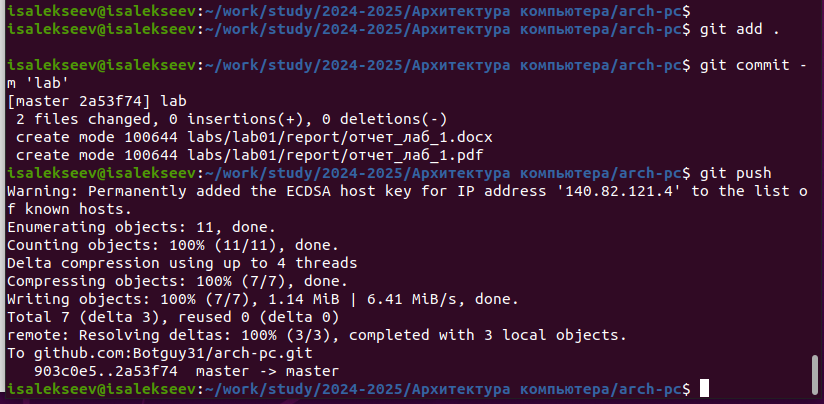 isalekseev@isalekseev:~/work/study/2024-2025/Архитектура компьютера/arch-pc$
isalekseev@isalekseev:~/work/study/2024-2025/Архитектура компьютера/arch-pc$ git add .
isalekseev@isalekseev:~/work/study/2024-2025/Архитектура компьютера/arch-pc$ git commit -
m 'lab'
[master 2a53f74] lab
 2 files changed, 0 insertions(+), 0 deletions(-)
 create mode 100644 labs/lab01/report/отчет_лаб_1.docx
 create mode 100644 labs/lab01/report/отчет_лаб_1.pdf
isalekseev@isalekseev:~/work/study/2024-2025/Архитектура компьютера/arch-pc$ git push
Warning: Permanently added the ECDSA host key for IP address '140.82.121.4' to the list o
f known hosts.
Enumerating objects: 11, done.
Counting objects: 100% (11/11), done.
Delta compression using up to 4 threads
Compressing objects: 100% (7/7), done.
Writing objects: 100% (7/7), 1.14 MiB | 6.41 MiB/s, done.
Total 7 (delta 3), reused 0 (delta 0)
remote: Resolving deltas: 100% (3/3), completed with 3 local objects.
To github.com:Botguy31/arch-pc.git
   903c0e5..2a53f74  master -> master
isalekseev@isalekseev:~/work/study/2024-2025/Архитектура компьютера/arch-pc$